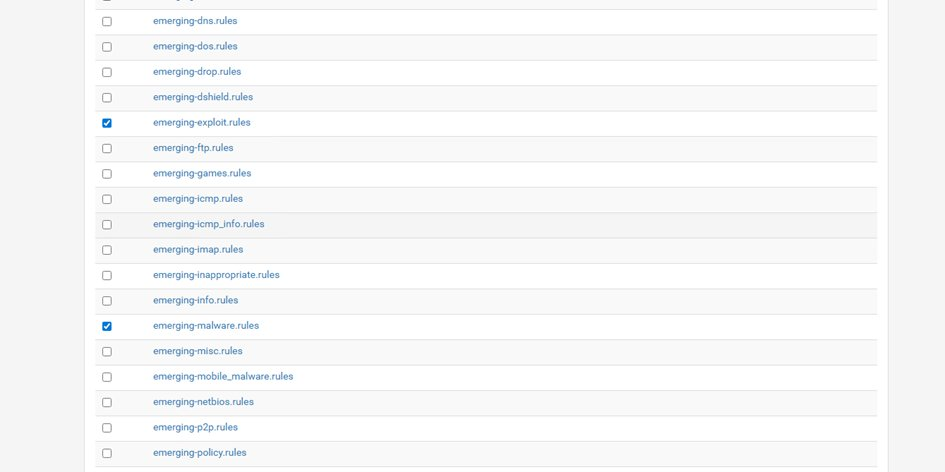 emerging-dns.rules
emerging-dos.rules
emerging-drop.rules
emerging-dshield.rules
emerging-exploit.rules
emerging-ftp.rules
emerging-games.rules
emerging-icmp.rules
emerging-icmp_info.rules
emerging-imap.rules
emerging-inappropriate.rules
emerging-info.rules
emerging-malware.rules
emerging-misc.rules
emerging-mobile_malware.rules
emerging-netbios.rules
emerging-p2p.rules
emerging-policy.rules